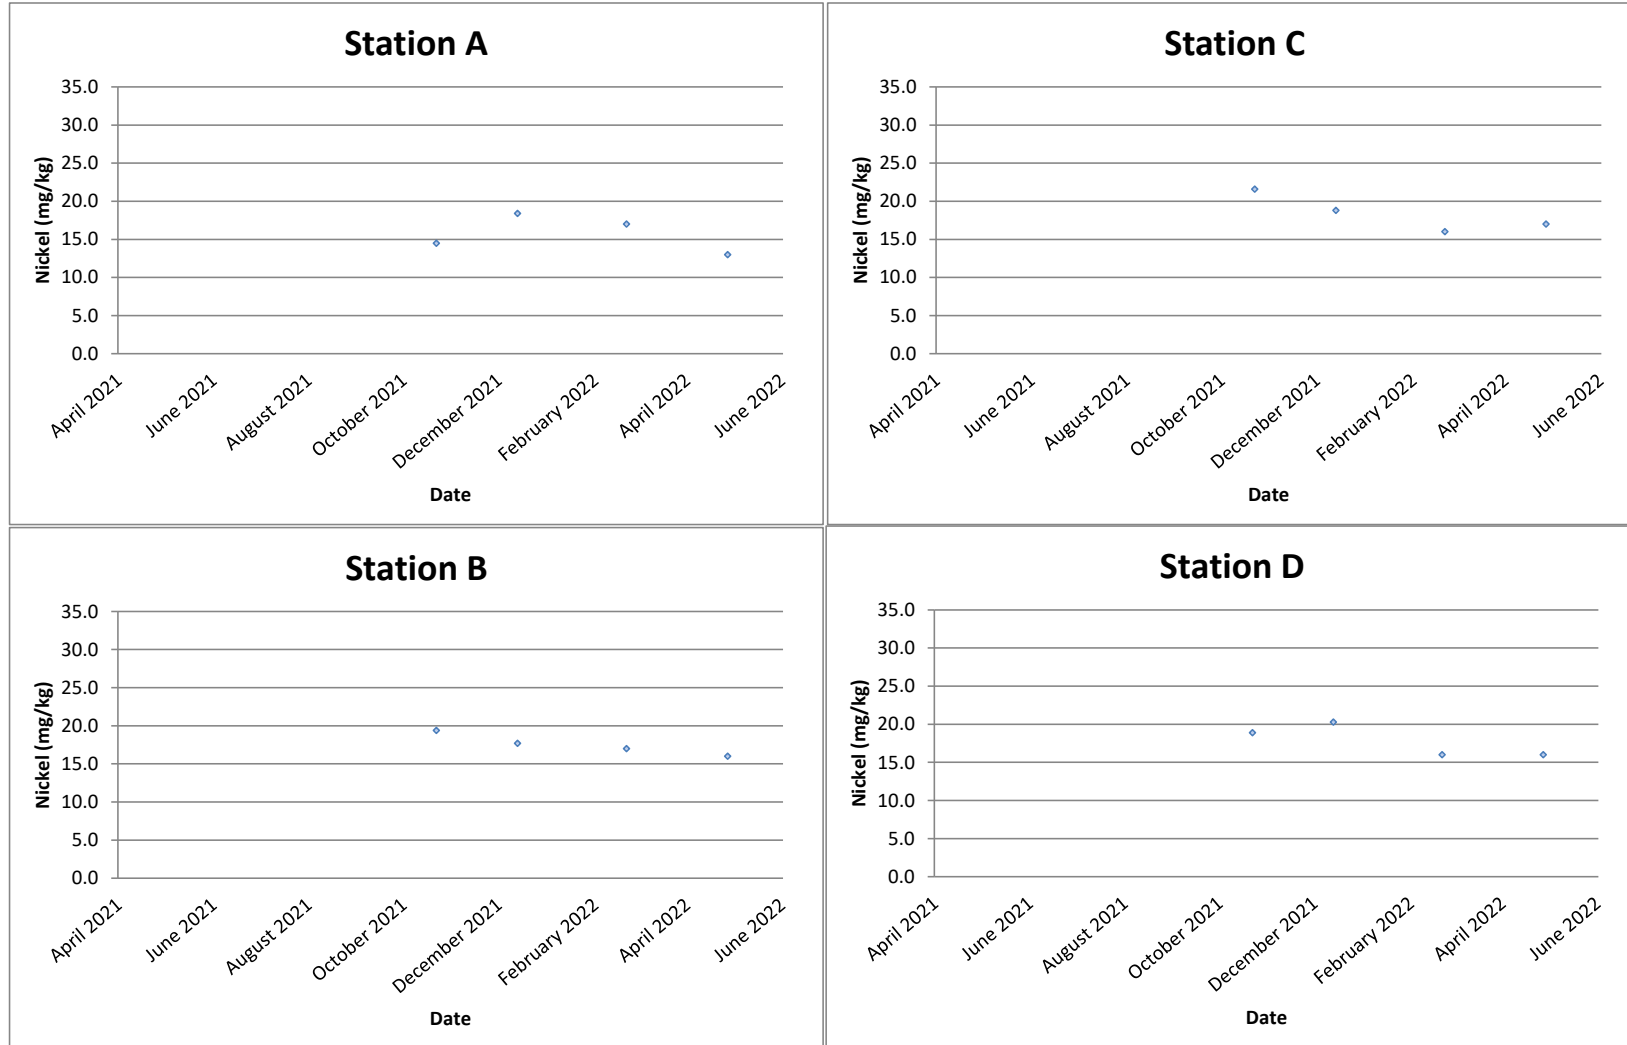 Station A
Nickel (mg/kg)
35.0
30.0
25.0
20.0
15.0
10.0
5.0
0.0
April 2021
June 2021
August 2021
October 2021
December 2021
February 2022
April 2022
June 2022
Date
Station C
Nickel (mg/kg)
35.0
30.0
25.0
20.0
15.0
10.0
5.0
0.0
April 2021
June 2021
August 2021
October 2021
December 2021
February 2022
April 2022
June 2022
Date
Station B
Nickel (mg/kg)
35.0
30.0
25.0
20.0
15.0
10.0
5.0
0.0
April 2021
June 2021
August 2021
October 2021
December 2021
February 2022
April 2022
June 2022
Date
Station D
Nickel (mg/kg)
35.0
30.0
25.0
20.0
15.0
10.0
5.0
0.0
April 2021
June 2021
August 2021
October 2021
December 2021
February 2022
April 2022
June 2022
Date